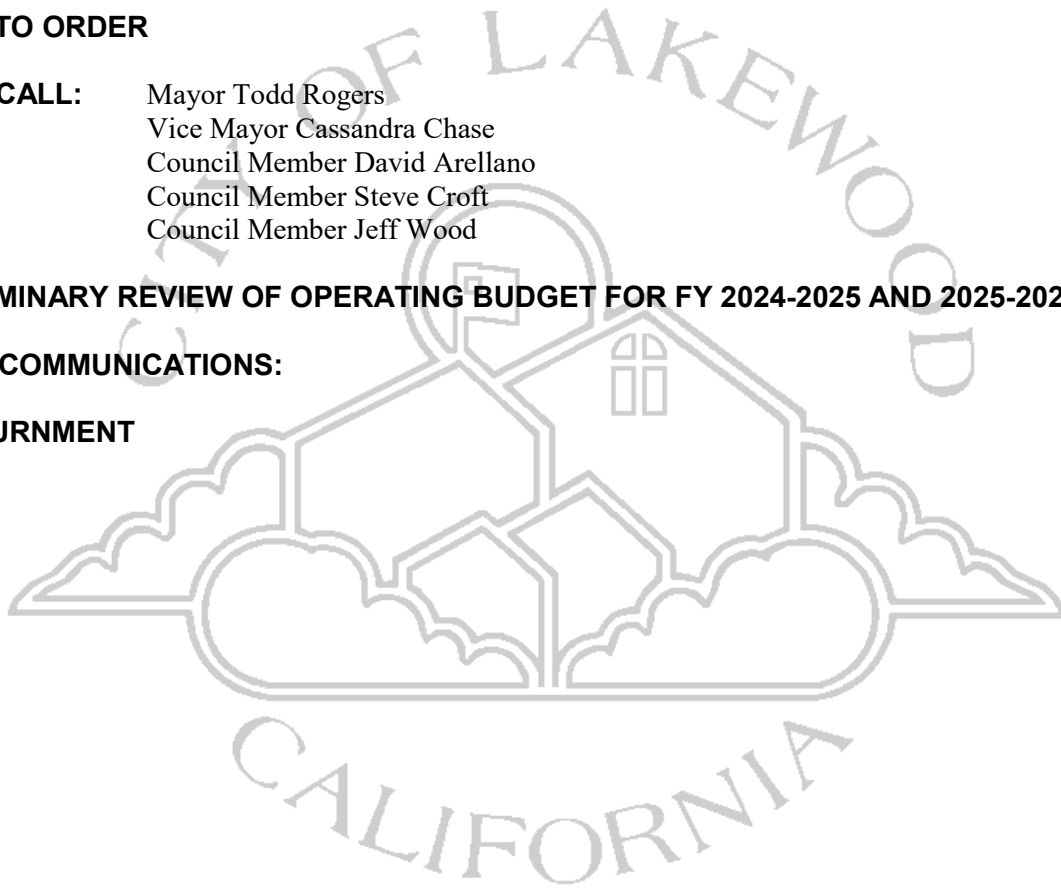 TO ORDER
CALL: Mayor Todd Rogers
Vice Mayor Cassandra Chase
Council Member David Arellano
Council Member Steve Croft
Council Member Jeff Wood
MINARY REVIEW OF OPERATING BUDGET FOR FY 2024-2025 AND 2025-202
COMMUNICATIONS:
URNMENT
CITY OF LAKEWOOD
CALIFORNIA